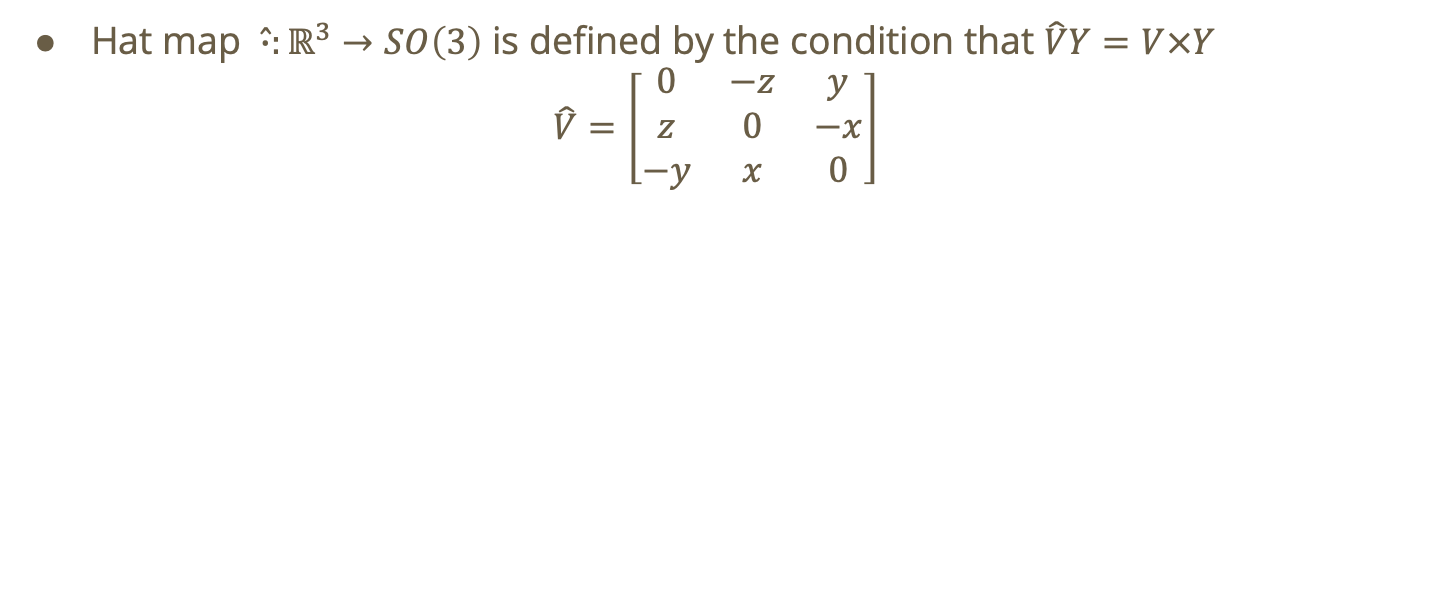 • Hat map ˆ: ℝ³ → SO(3) is defined by the condition that V̂Y = V×Y
V̂ = [0 −z y
z 0 −x
−y x 0]